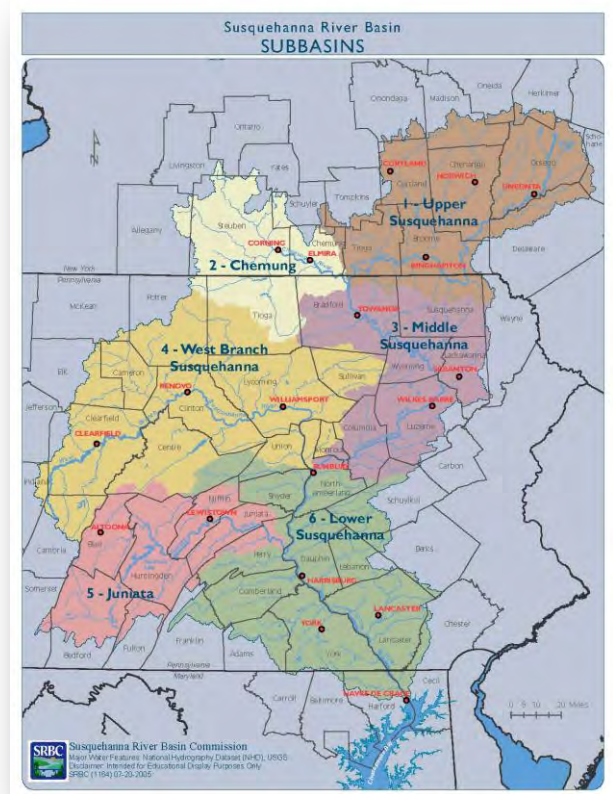 Susquehanna River Basin
SUBBASINS
Oneida
Herkimer
Onondaga
Madison
Ontario
Livingston
Yates
CORTLAND
Chenango
Otsego
Cortland
NORWICH
ONEONTA
Tompkins
Schuyler
Steuben
1 - Upper
Susquehanna
Allegany
CORNING
Chemung
ELMIRA
Tioga
Broome
BINGHAMTON
Delaware
2 - Chemung
New York
Pennsylvania
McKean
Potter
Tioga
Bradford
TOWANDA
Susquehanna
Wayne
3 - Middle
Susquehanna
4 - West Branch
Susquehanna
Wyoming
Lackawanna
SCRANTON
Elk
Cameron
Sullivan
RENOVO
Lycoming
Jefferson
Clinton
WILLIAMSPORT
WILKES BARRE
Clearfield
Columbia
Luzerne
CLEARFIELD
Centre
Union
Carbon
SUNBURY
Indiana
Snyder
North-
umberland
Schuylkill
Mifflin
LEWISTOWN
Juniata
6 - Lower
Susquehanna
ALTOONA
Blair
Cambria
Perry
Dauphin
Lebanon
Berks
Huntingdon
HARRISBURG
Somerset
5 - Juniata
Cumberland
LANCASTER
YORK
Chester
Bedford
Fulton
Franklin
Adams
York
Lancaster
Pennsylvania
Maryland
Cecil
Carroll
Baltimore
HAVRE DE GRACE
Harford
20 Miles
SRBC
Susquehanna River Basin Commission
Major Water Features: National Hydrography Dataset (NHD), USGS
Disclaimer: Intended for Educational Display Purposes Only
SRBC (1164) 07-20-2005